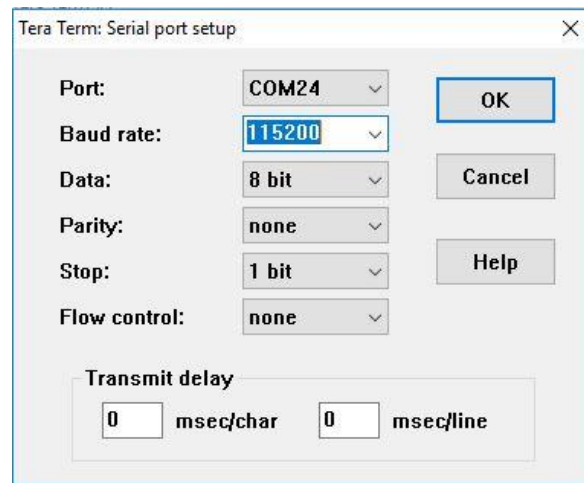 Tera Term: Serial port setup
Port: COM24 OK
Baud rate: 115200
Data: 8 bit Cancel
Parity: none
Stop: 1 bit Help
Flow control: none
Transmit delay
0 msec/char 0 msec/line